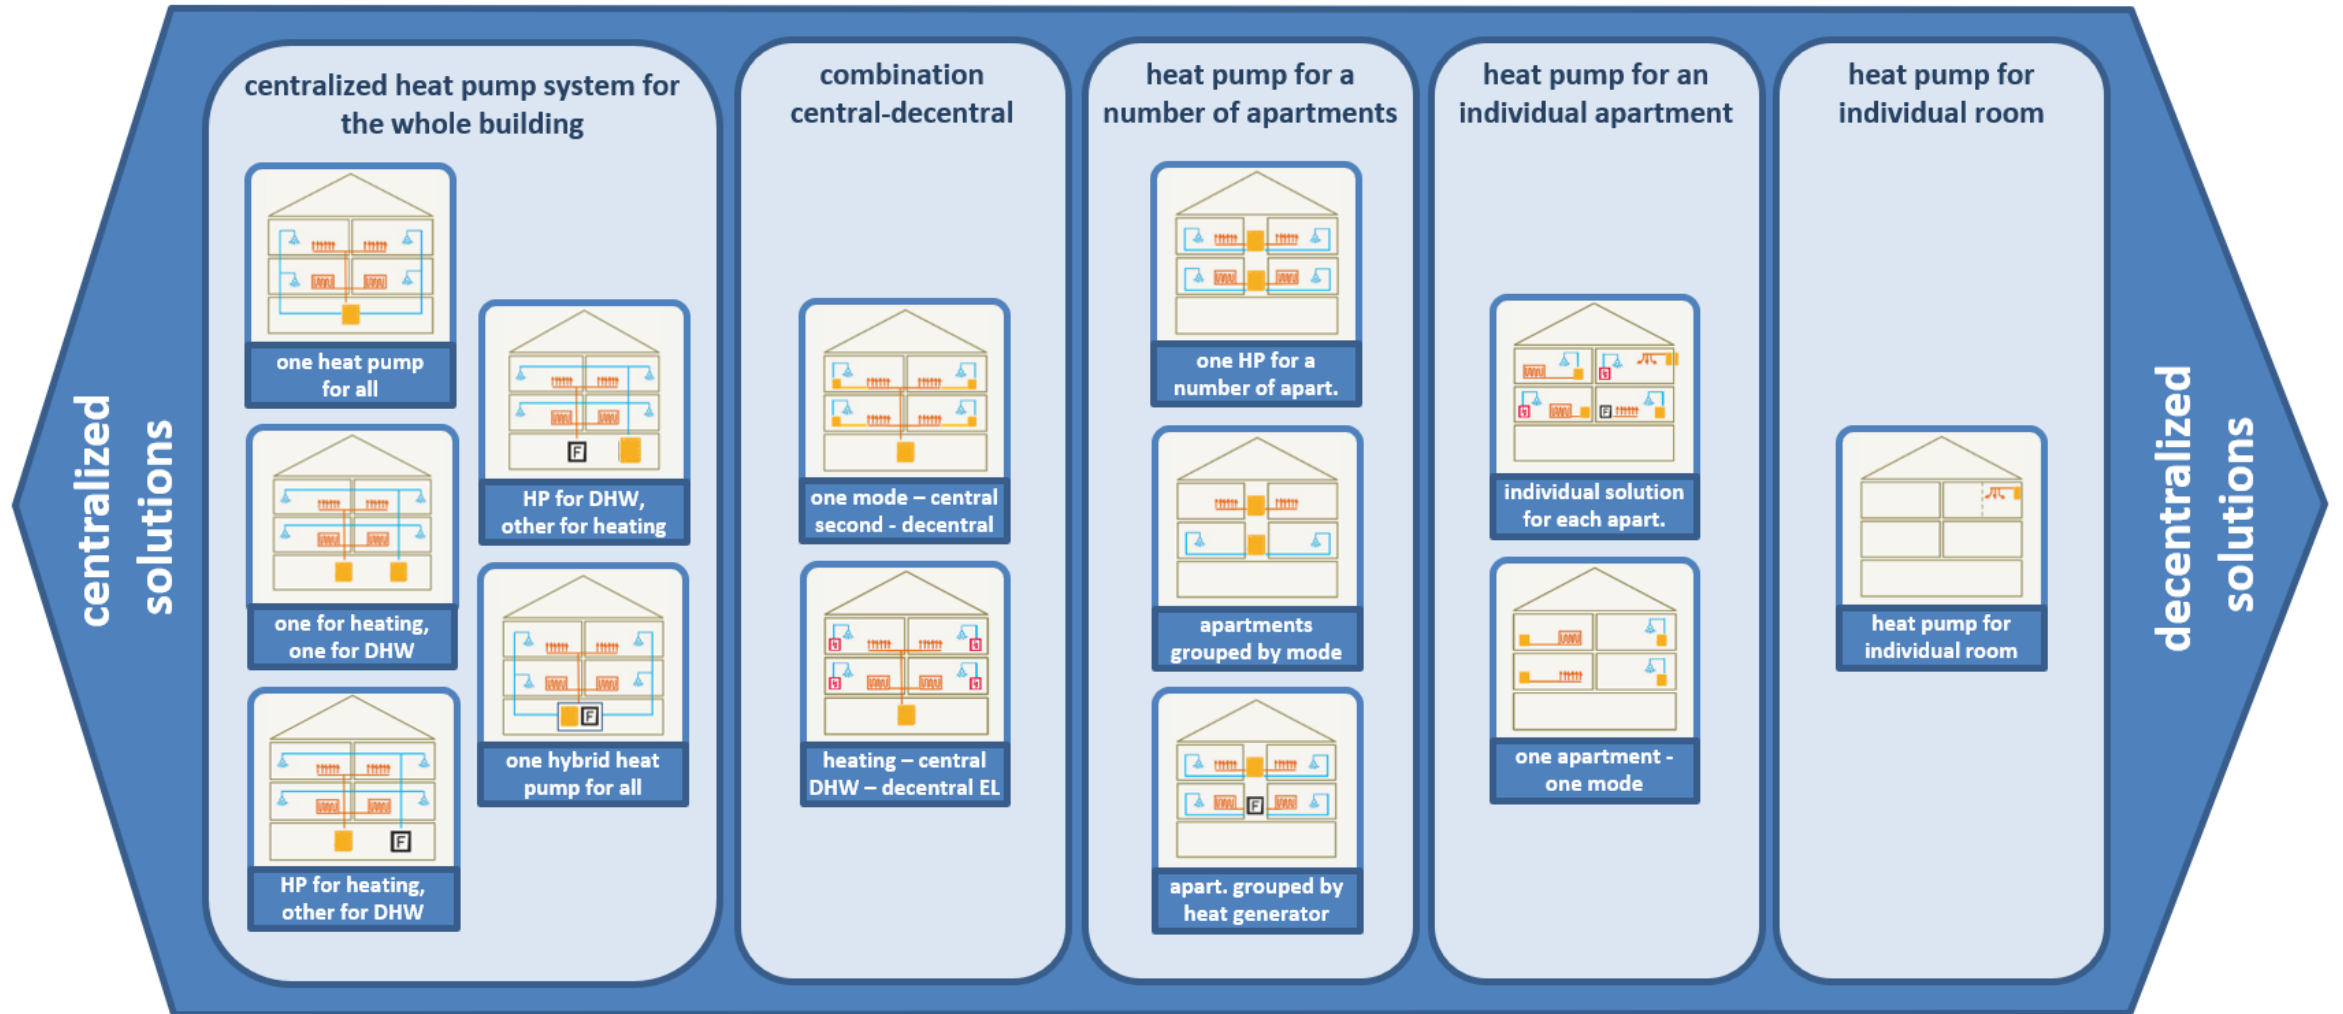 centralized
solutions
centralized heat pump system for
the whole building
one heat pump
for all
one for heating,
one for DHW
HP for heating,
other for DHW
F
HP for DHW,
other for heating
F
one hybrid heat
pump for all
F
combination
central-decentral
one mode – central
second - decentral
heating – central
DHW – decentral EL
heat pump for a
number of apartments
one HP for a
number of apart.
apartments
grouped by mode
F
apart. grouped by
heat generator
heat pump for an
individual apartment
F
individual solution
for each apart.
one apartment -
one mode
heat pump for
individual room
heat pump for
individual room
decentralized
solutions